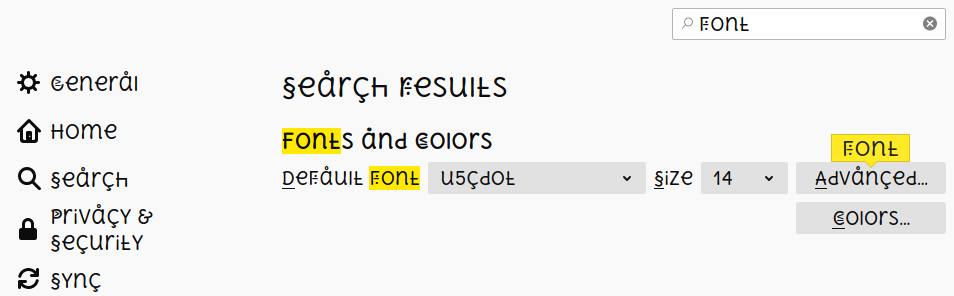 Font
General
Search Results
Home
Fonts and Colors
Font
Search
Default Font U5cdot Size 14 Advanced...
Privacy &
Security
Colors...
Sync